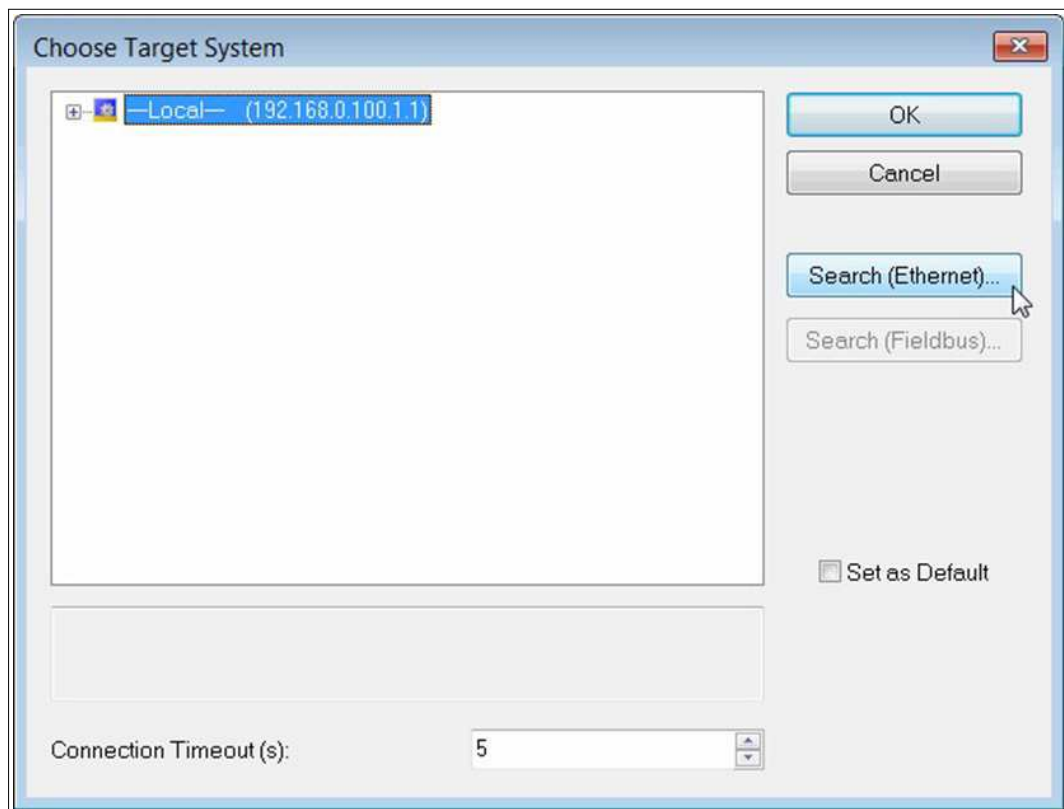 Choose Target System
—Local— (192.168.0.100.1.1)
OK
Cancel
Search (Ethernet)...
Search (Fieldbus)...
Set as Default
Connection Timeout (s): 5